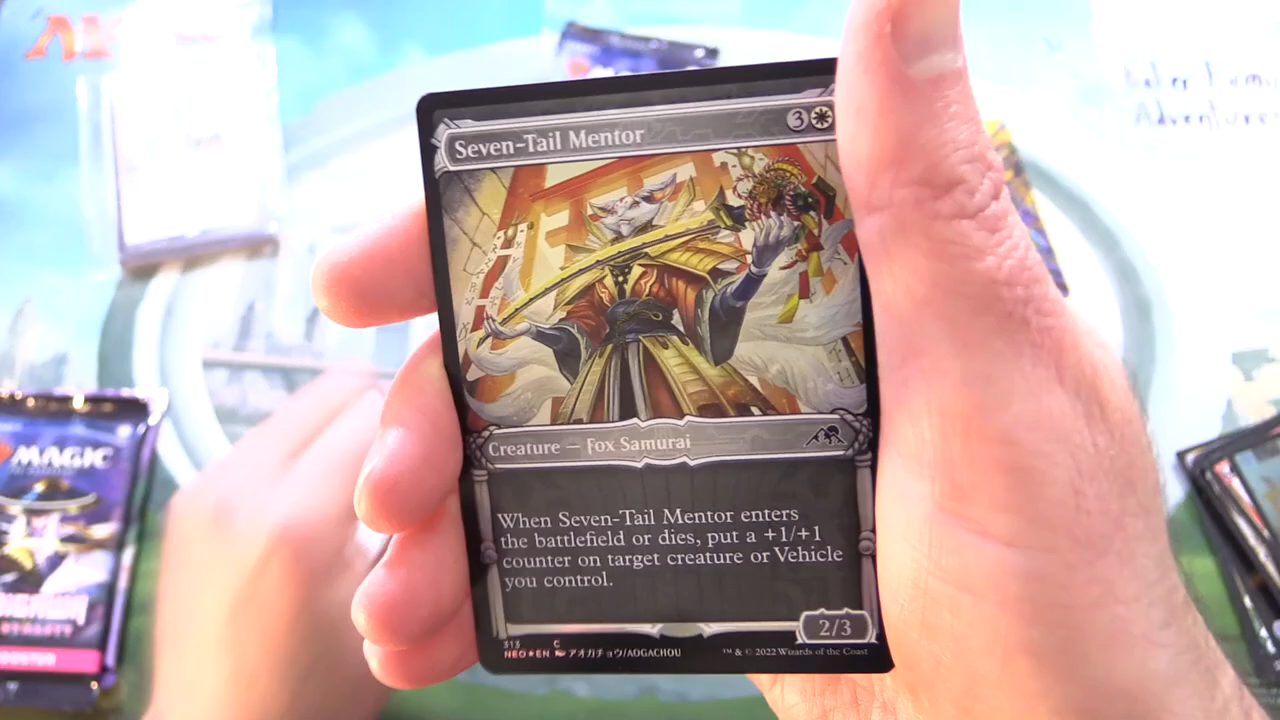 Seven-Tail Mentor
3
Creature — Fox Samurai
When Seven-Tail Mentor enters
the battlefield or dies, put a +1/+1
counter on target creature or Vehicle
you control.
2/3
313 C
NEO★EN アオガチョウ/AOGACHOU
™ & © 2022 Wizards of the Coast
MAGIC
Adventures